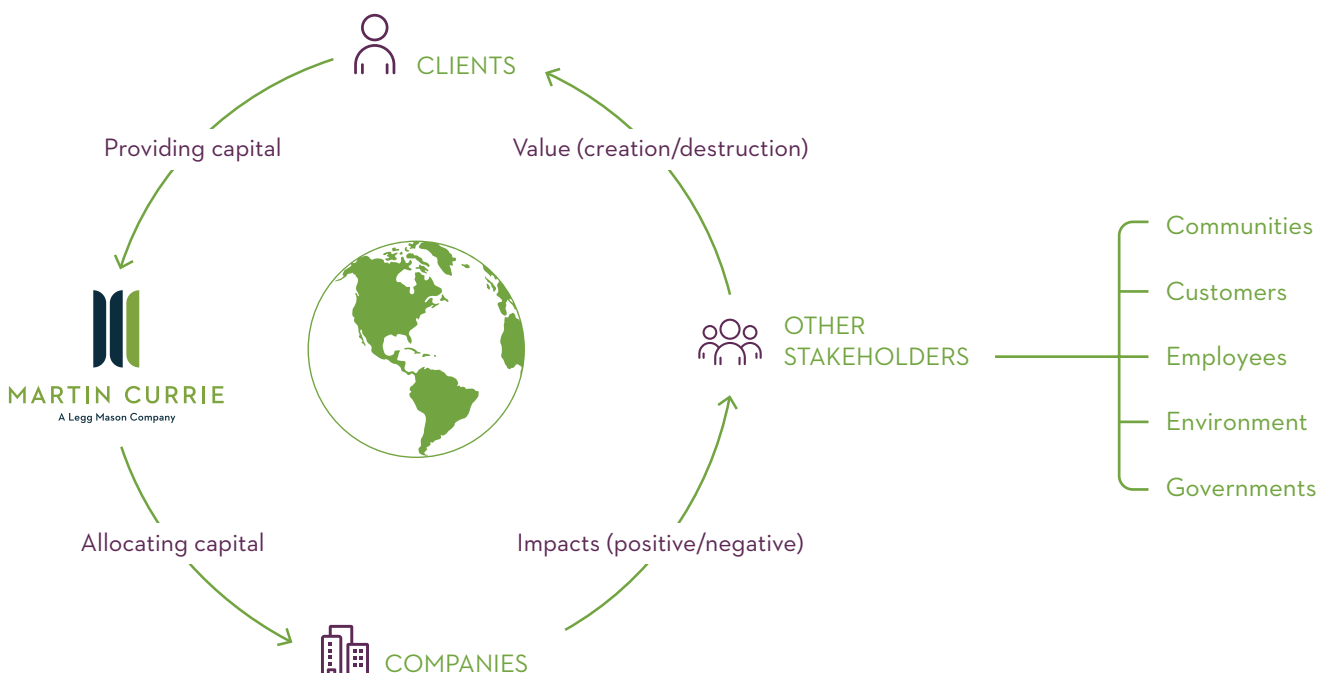 CLIENTS
Providing capital
Value (creation/destruction)
MARTIN CURRIE
A Legg Mason Company
OTHER
STAKEHOLDERS
Communities
Customers
Employees
Environment
Governments
Allocating capital
Impacts (positive/negative)
COMPANIES